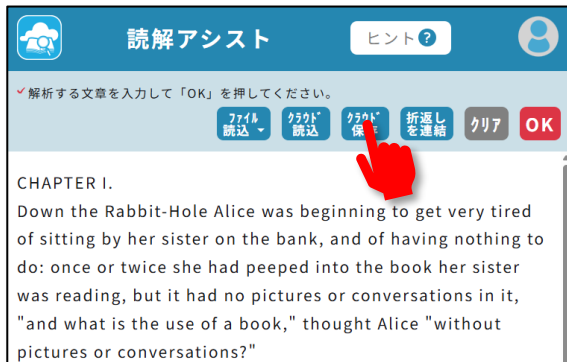 読解アシスト
ヒント?
解析する文章を入力して「OK」を押してください。
ファイル
読込
クラウド
読込
クラウド
保
折返し
を連結
クリア
OK
CHAPTER I.
Down the Rabbit-Hole Alice was beginning to get very tired
of sitting by her sister on the bank, and of having nothing to
do: once or twice she had peeped into the book her sister
was reading, but it had no pictures or conversations in it,
"and what is the use of a book," thought Alice "without
pictures or conversations?"